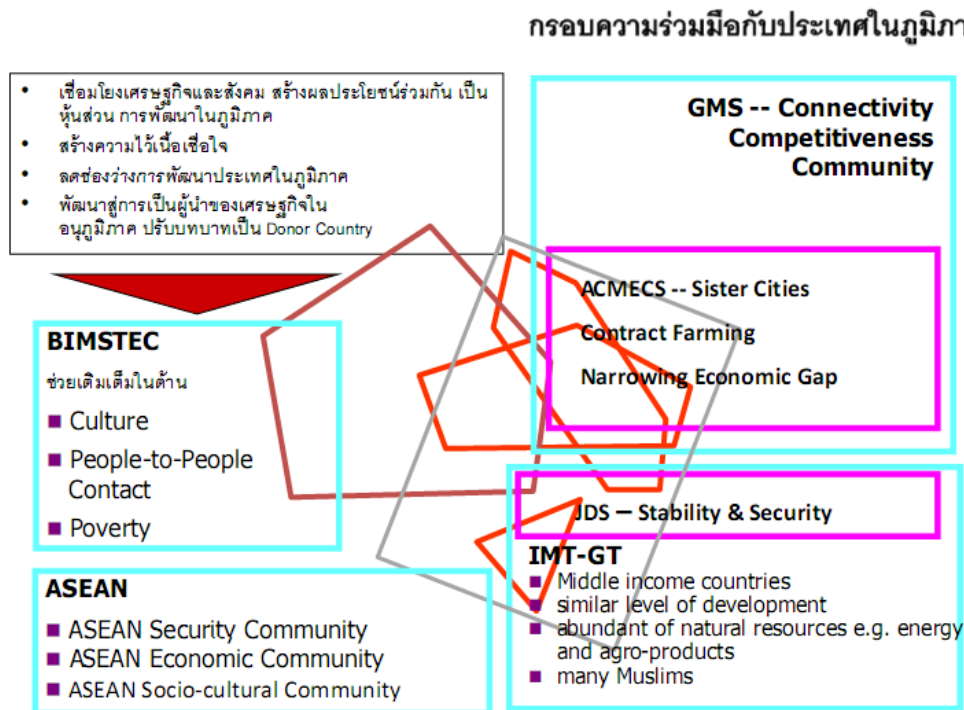 กรอบความร่วมมือกับประเทศในภูมิภา
• เชื่อมโยงเศรษฐกิจและสังคม สร้างผลประโยชน์ร่วมกัน เป็น
หุ้นส่วน การพัฒนาในภูมิภาค
• สร้างความไว้เนื้อเชื่อใจ
• ลดช่องว่างการพัฒนาประเทศในภูมิภาค
• พัฒนาสู่การเป็นผู้นำของเศรษฐกิจใน
อนุภูมิภาค ปรับบทบาทเป็น Donor Country
GMS -- Connectivity
Competitiveness
Community
ACMECS -- Sister Cities
Contract Farming
Narrowing Economic Gap
BIMSTEC
ช่วยเติมเต็มในด้าน
■ Culture
■ People-to-People
Contact
■ Poverty
JDS – Stability & Security
IMT-GT
■ Middle income countries
■ similar level of development
■ abundant of natural resources e.g. energy
and agro-products
■ many Muslims
ASEAN
■ ASEAN Security Community
■ ASEAN Economic Community
■ ASEAN Socio-cultural Community